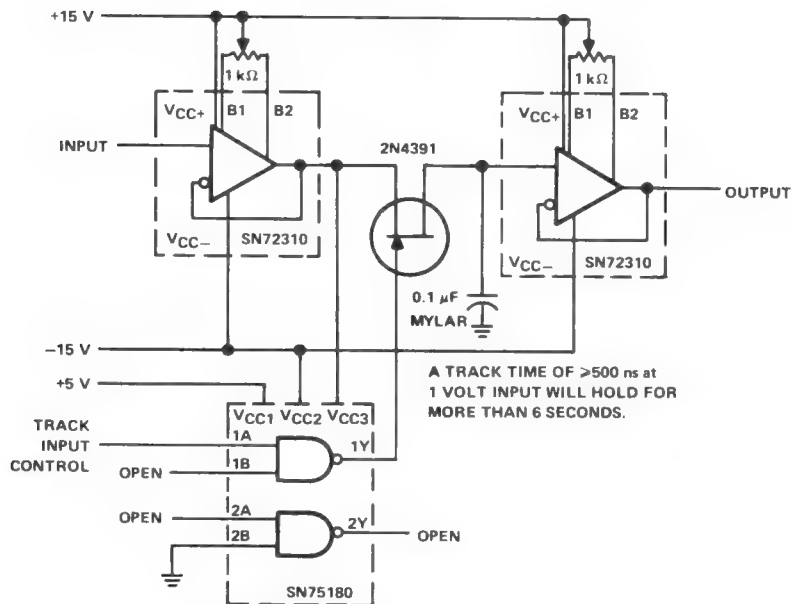 +15 V
1 kΩ
VCC+ B1 B2
INPUT
VCC− SN72310
2N4391
1 kΩ
VCC+ B1 B2
OUTPUT
VCC− SN72310
0.1 μF
MYLAR
−15 V
+5 V
A TRACK TIME OF ≥500 ns at
1 VOLT INPUT WILL HOLD FOR
MORE THAN 6 SECONDS.
VCC1 VCC2 VCC3
TRACK
INPUT
CONTROL
1A 1Y
OPEN 1B
OPEN 2A 2Y OPEN
2B
SN75180